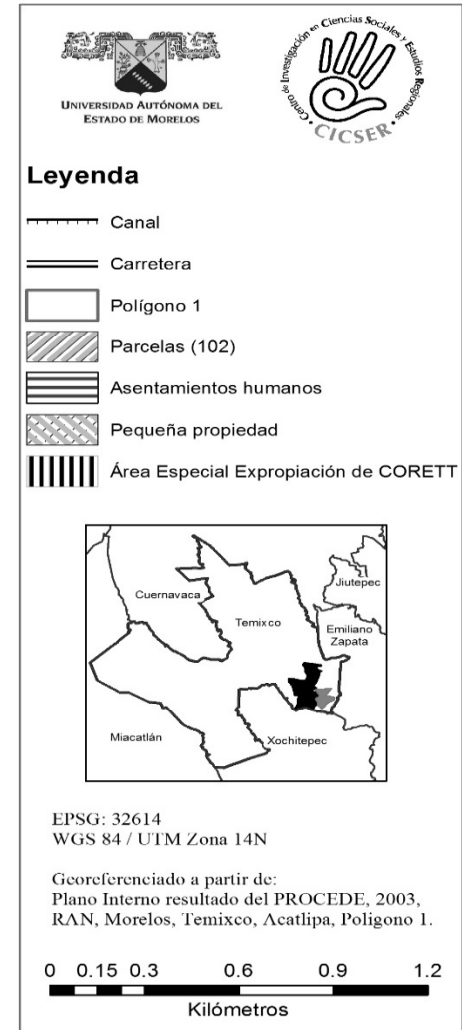 UNIVERSIDAD AUTÓNOMA DEL
ESTADO DE MORELOS
Centro de Investigación en Ciencias Sociales y Estudios Regionales
• CICSER •
Leyenda
Canal
Carretera
Polígono 1
Parcelas (102)
Asentamientos humanos
Pequeña propiedad
Área Especial Expropiación de CORETT
Jiutepec
Cuernavaca
Temixco
Emiliano
Zapata
Miacatlán
Xochitepec
EPSG: 32614
WGS 84 / UTM Zona 14N
Georeferenciado a partir de:
Plano Interno resultado del PROCEDE, 2003,
RAN, Morelos, Temixco, Acatlipa, Poligono 1.
0 0.15 0.3 0.6 0.9 1.2
Kilómetros